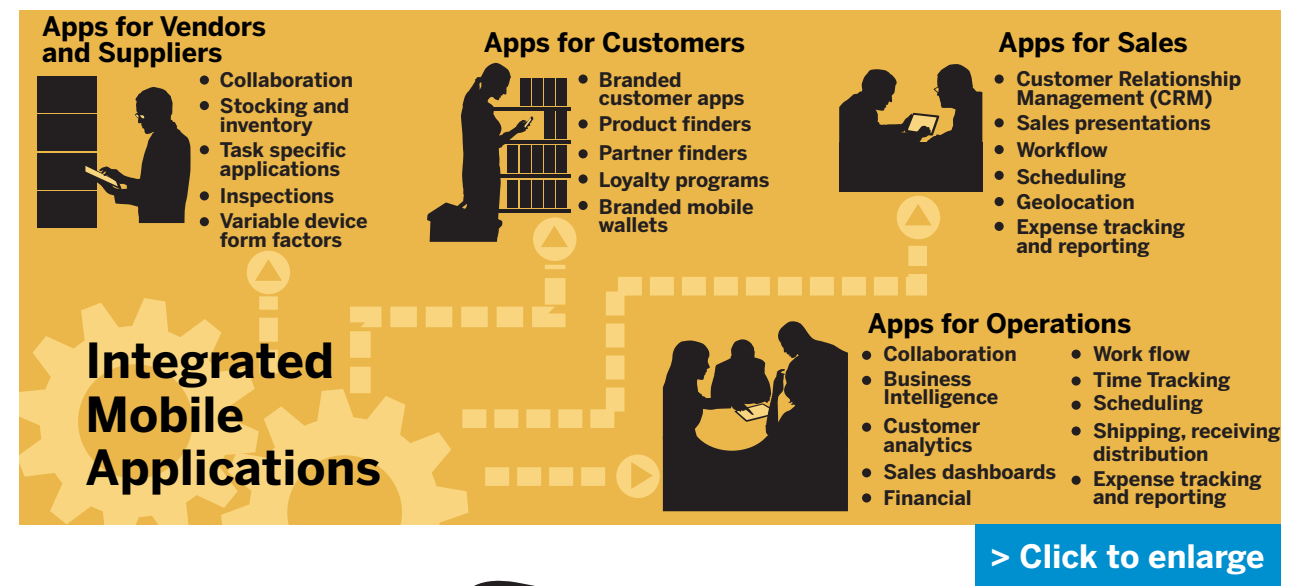 Apps for Vendors
and Suppliers
• Collaboration
• Stocking and
inventory
• Task specific
applications
• Inspections
• Variable device
form factors
Apps for Customers
• Branded
customer apps
• Product finders
• Partner finders
• Loyalty programs
• Branded mobile
wallets
Apps for Sales
• Customer Relationship
Management (CRM)
• Sales presentations
• Workflow
• Scheduling
• Geolocation
• Expense tracking
and reporting
Integrated
Mobile
Applications
Apps for Operations
• Collaboration
• Business
Intelligence
• Customer
analytics
• Sales dashboards
• Financial
• Work flow
• Time Tracking
• Scheduling
• Shipping, receiving
distribution
• Expense tracking
and reporting
> Click to enlarge